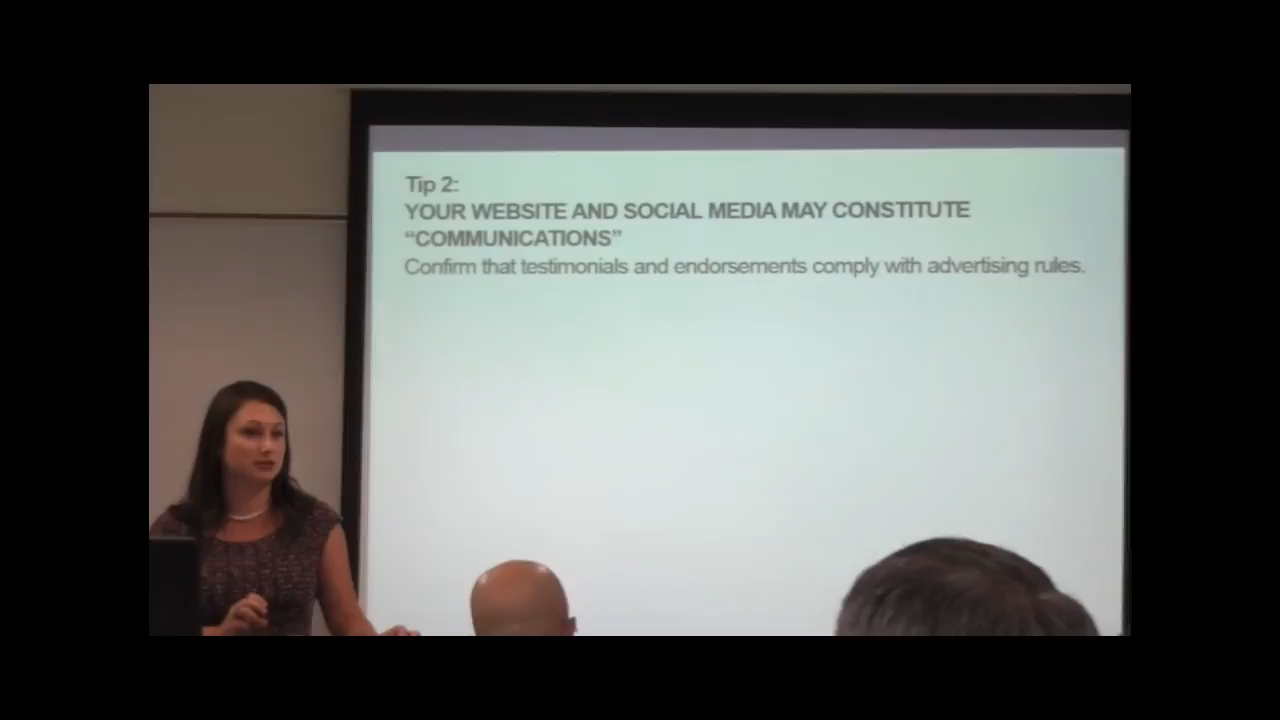 Tip 2:
YOUR WEBSITE AND SOCIAL MEDIA MAY CONSTITUTE
“COMMUNICATIONS”
Confirm that testimonials and endorsements comply with advertising rules.